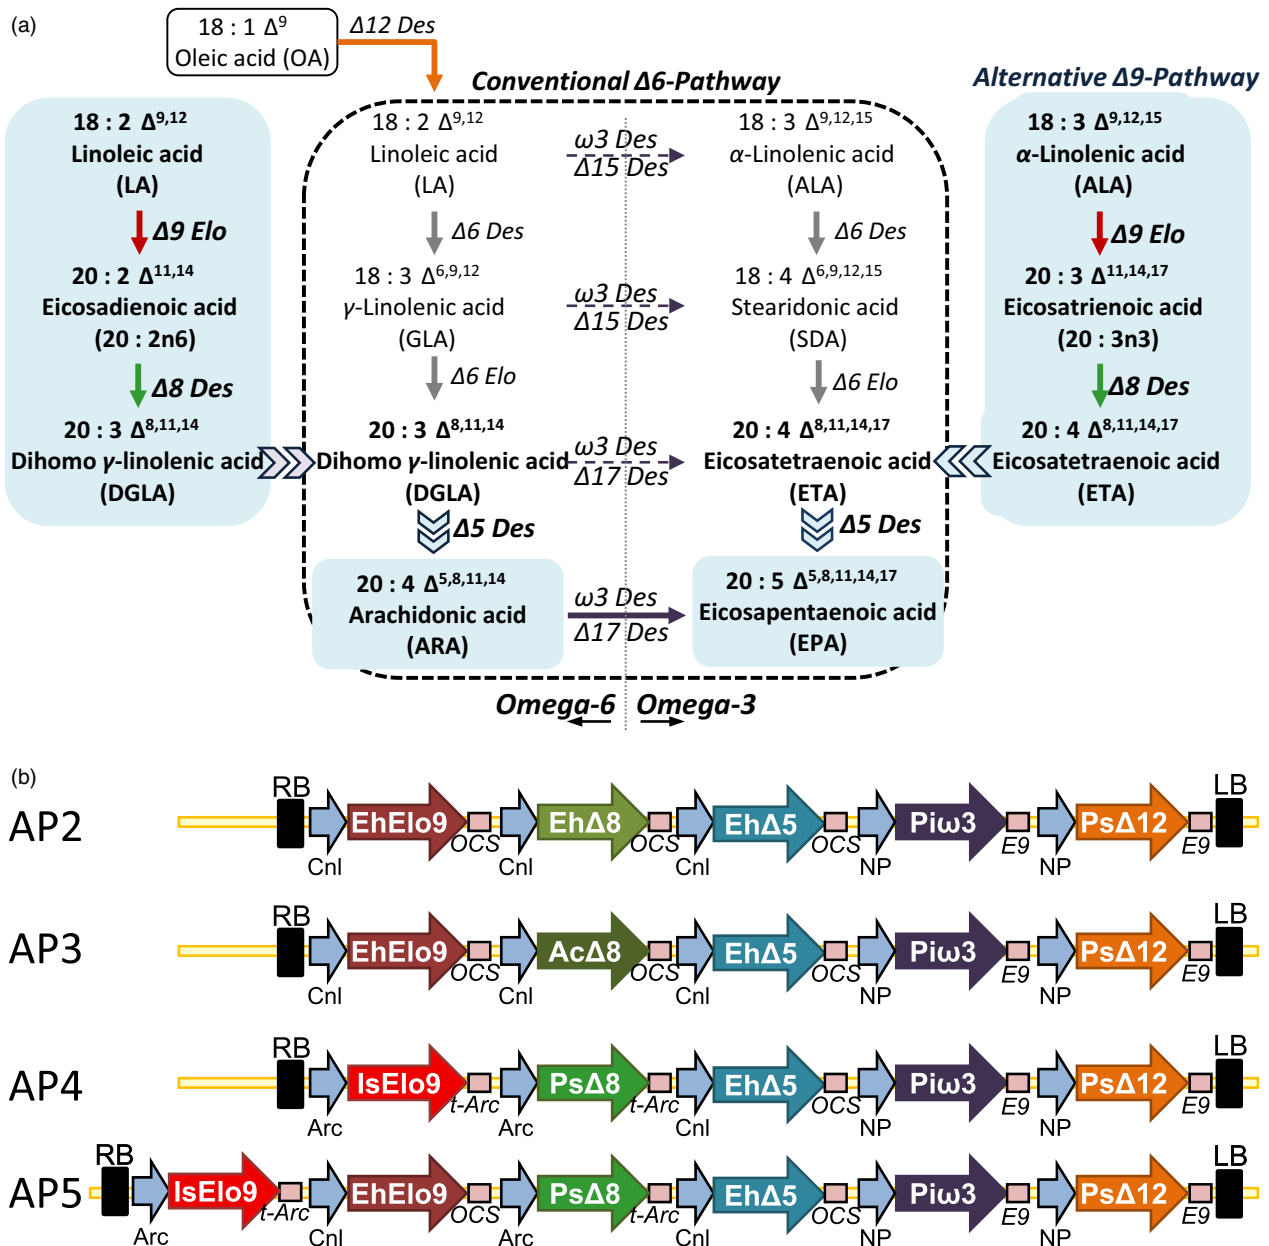 (a)
18 : 1 Δ⁹
Oleic acid (OA)
Δ12 Des
Conventional Δ6-Pathway
Alternative Δ9-Pathway
18 : 2 Δ⁹,¹²
Linoleic acid
(LA)
Δ9 Elo
20 : 2 Δ¹¹,¹⁴
Eicosadienoic acid
(20 : 2n6)
Δ8 Des
20 : 3 Δ⁸,¹¹,¹⁴
Dihomo γ-linolenic acid
(DGLA)
18 : 2 Δ⁹,¹²
Linoleic acid
(LA)
Δ6 Des
18 : 3 Δ⁶,⁹,¹²
γ-Linolenic acid
(GLA)
Δ6 Elo
20 : 3 Δ⁸,¹¹,¹⁴
Dihomo γ-linolenic acid
(DGLA)
Δ5 Des
20 : 4 Δ⁵,⁸,¹¹,¹⁴
Arachidonic acid
(ARA)
ω3 Des
Δ15 Des
ω3 Des
Δ15 Des
ω3 Des
Δ17 Des
ω3 Des
Δ17 Des
18 : 3 Δ⁹,¹²,¹⁵
α-Linolenic acid
(ALA)
Δ6 Des
18 : 4 Δ⁶,⁹,¹²,¹⁵
Stearidonic acid
(SDA)
Δ6 Elo
20 : 4 Δ⁸,¹¹,¹⁴,¹⁷
Eicosatetraenoic acid
(ETA)
Δ5 Des
20 : 5 Δ⁵,⁸,¹¹,¹⁴,¹⁷
Eicosapentaenoic acid
(EPA)
18 : 3 Δ⁹,¹²,¹⁵
α-Linolenic acid
(ALA)
Δ9 Elo
20 : 3 Δ¹¹,¹⁴,¹⁷
Eicosatrienoic acid
(20 : 3n3)
Δ8 Des
20 : 4 Δ⁸,¹¹,¹⁴,¹⁷
Eicosatetraenoic acid
(ETA)
Omega-6 Omega-3
(b)
RB LB
AP2 EhElo9 EhΔ8 EhΔ5 Piω3 PsΔ12
OCS OCS OCS E9 E9
Cnl Cnl Cnl NP NP
RB LB
AP3 EhElo9 AcΔ8 EhΔ5 Piω3 PsΔ12
OCS OCS OCS E9 E9
Cnl Cnl Cnl NP NP
RB LB
AP4 IsElo9 PsΔ8 EhΔ5 Piω3 PsΔ12
t-Arc t-Arc OCS E9 E9
Arc Arc Cnl NP NP
RB LB
AP5 IsElo9 EhElo9 PsΔ8 EhΔ5 Piω3 PsΔ12
t-Arc OCS t-Arc OCS E9 E9
Arc Cnl Arc Cnl NP NP